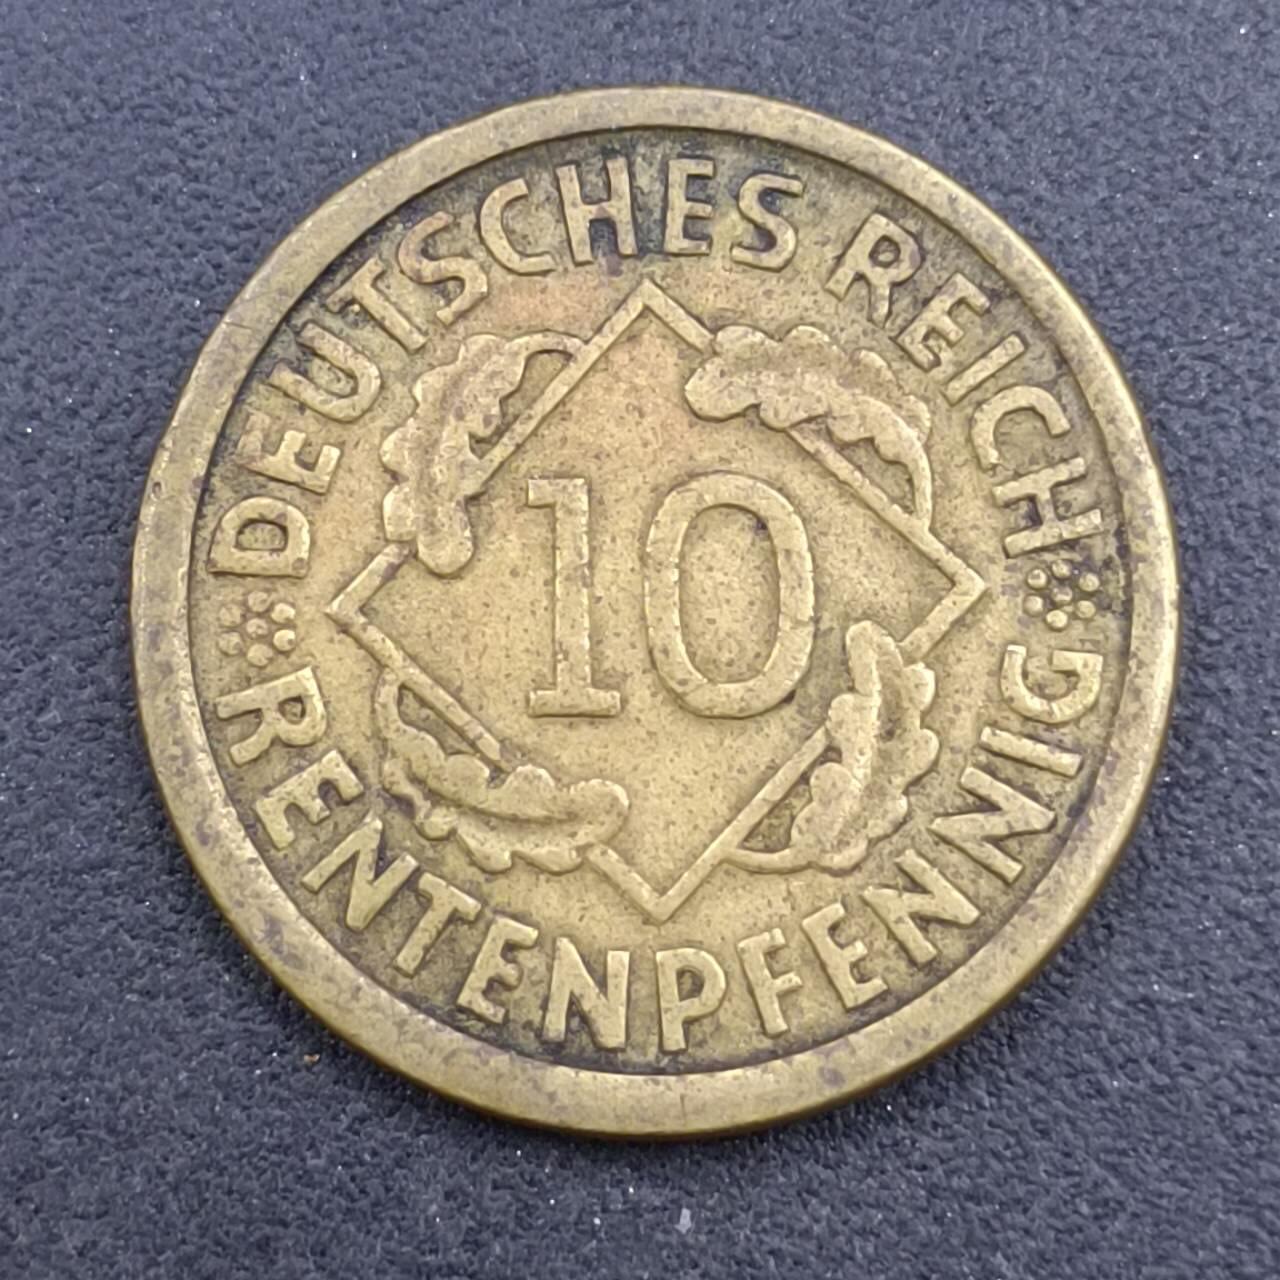 DEUTSCHES REICH
10
RENTENPFENNIG